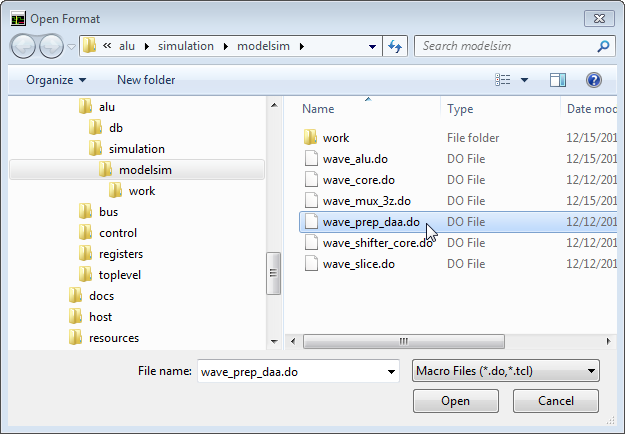 Open Format
« alu simulation modelsim Search modelsim
Organize New folder
alu
db
simulation
modelsim
work
bus
control
registers
toplevel
docs
host
resources
Name Type Date mod
work File folder 12/15/201
wave_alu.do DO File 12/15/201
wave_core.do DO File 12/12/201
wave_mux_3z.do DO File 12/15/201
wave_prep_daa.do DO File 12/12/201
wave_shifter_core.do DO File 12/12/201
wave_slice.do DO File 12/12/201
File name: wave_prep_daa.do Macro Files (*.do,*.tcl)
Open Cancel